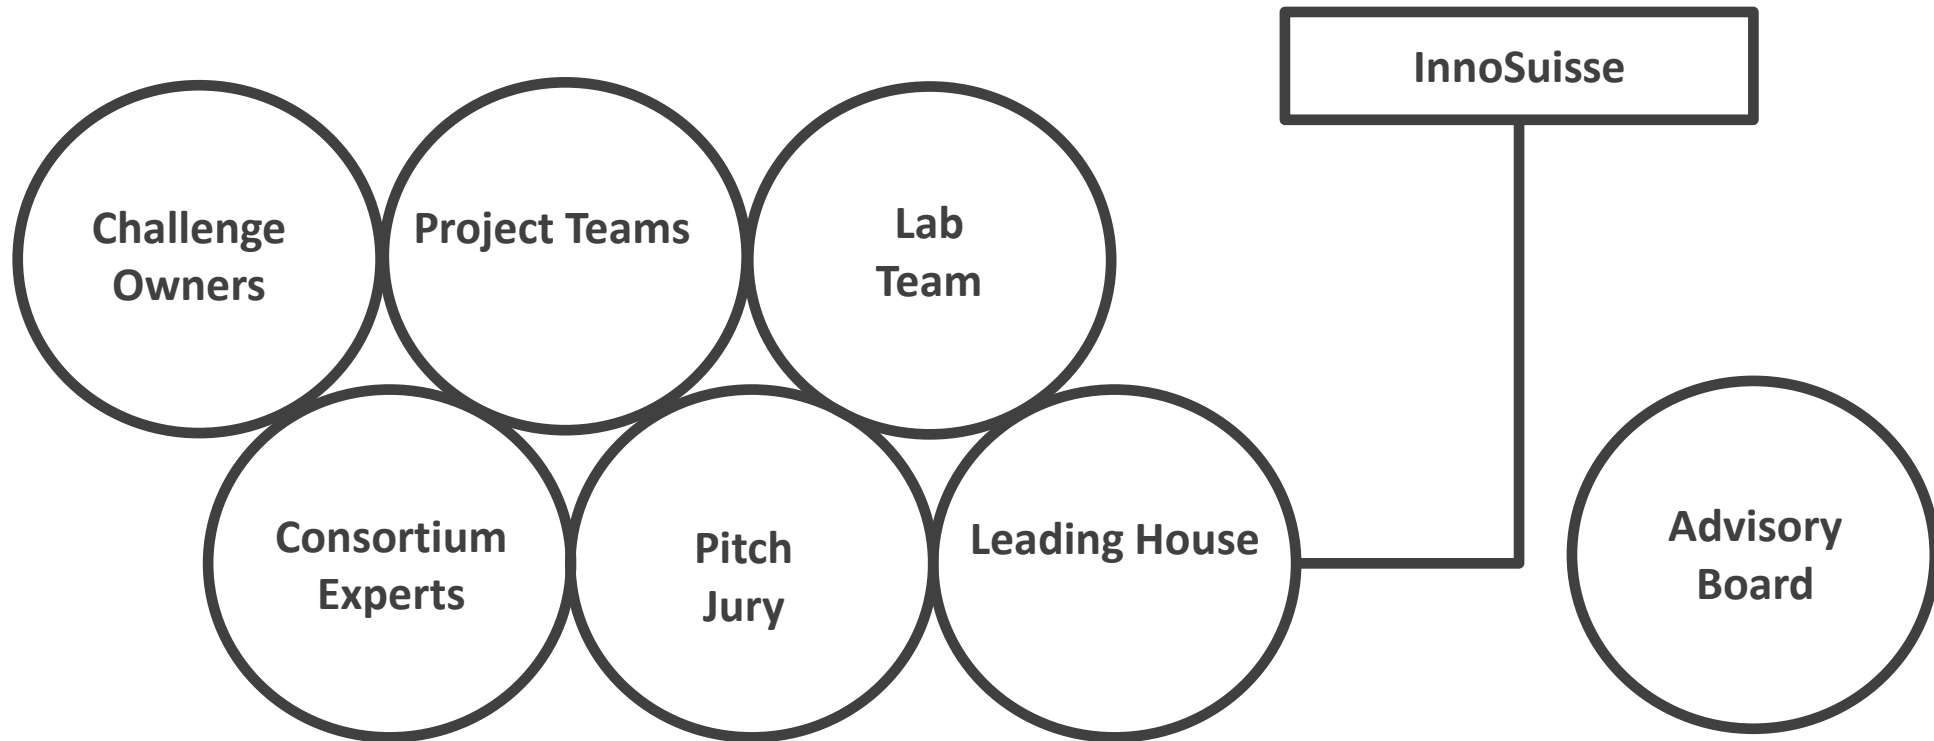 InnoSuisse
Challenge
Owners
Project Teams
Lab
Team
Consortium
Experts
Pitch
Jury
Leading House
Advisory
Board